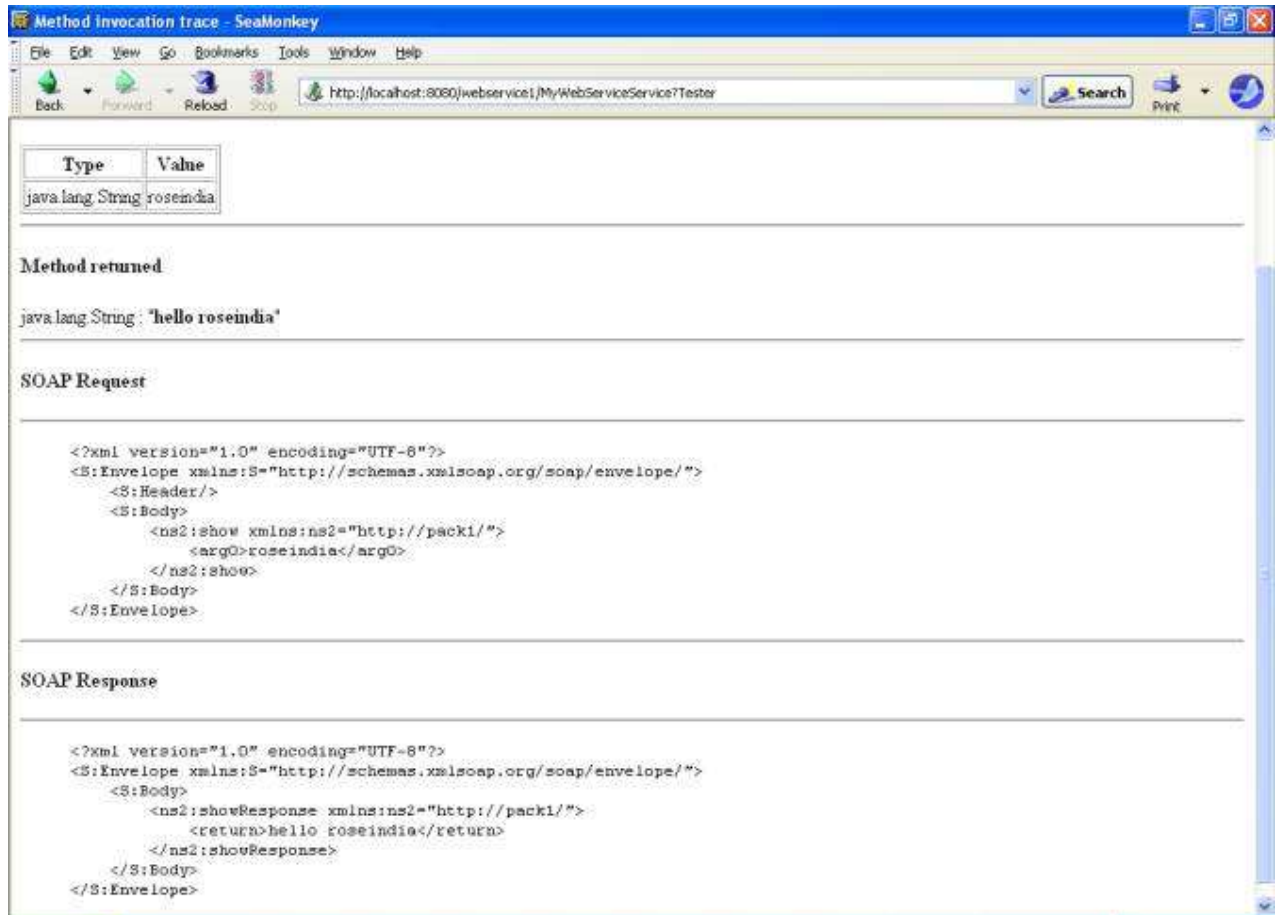 Method invocation trace - SeaMonkey
File Edit View Go Bookmarks Tools Window Help
Back Forward Reload Stop http://localhost:8080/webservice1/MyWebServiceService?Tester Search Print
Type Value
java.lang.String roseindia
Method returned
java.lang.String : "hello roseindia"
SOAP Request
<?xml version="1.0" encoding="UTF-8"?>
<S:Envelope xmlns:S="http://schemas.xmlsoap.org/soap/envelope/">
<S:Header/>
<S:Body>
<ns2:show xmlns:ns2="http://pack1/">
<arg0>roseindia</arg0>
</ns2:show>
</S:Body>
</S:Envelope>
SOAP Response
<?xml version="1.0" encoding="UTF-8"?>
<S:Envelope xmlns:S="http://schemas.xmlsoap.org/soap/envelope/">
<S:Body>
<ns2:showResponse xmlns:ns2="http://pack1/">
<return>hello roseindia</return>
</ns2:showResponse>
</S:Body>
</S:Envelope>